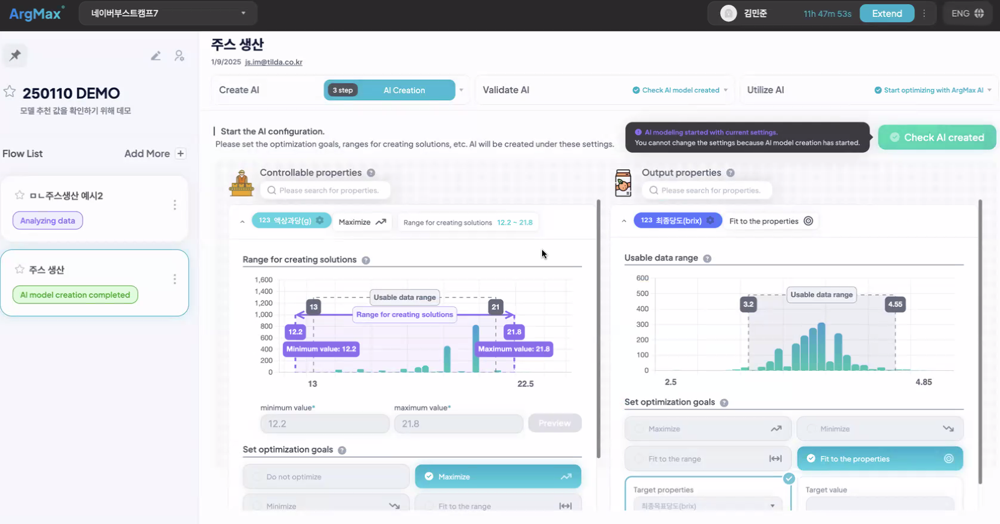 ArgMax
네이버부스트캠프7
김민준
11h 47m 53s
Extend
ENG
250110 DEMO
모델 추천 값을 확인하기 위해 데모
Flow List
Add More
ㅁㄴ주스생산 예시2
Analyzing data
주스 생산
AI model creation completed
주스 생산
1/9/2025 js.im@tilda.co.kr
Create AI
3 step
AI Creation
Validate AI
Check AI model created
Utilize AI
Start optimizing with ArgMax AI
Start the AI configuration.
Please set the optimization goals, ranges for creating solutions, etc. AI will be created under these settings.
AI modeling started with current settings.
You cannot change the settings because AI model creation has started.
Check AI created
Controllable properties
Please search for properties.
123 액상과당(g)
Maximize
Range for creating solutions 12.2 ~ 21.8
Range for creating solutions
1,600
1,400
1,200
1,000
800
600
400
200
0
Usable data range
13
21
Range for creating solutions
12.2
21.8
Minimum value: 12.2
Maximum value: 21.8
13
22.5
minimum value*
12.2
maximum value*
21.8
Preview
Set optimization goals
Do not optimize
Maximize
Minimize
Fit to the range
Output properties
Please search for properties.
123 최종당도(brix)
Fit to the properties
Usable data range
600
500
400
300
200
100
0
Usable data range
3.2
4.55
2.5
4.85
Set optimization goals
Maximize
Minimize
Fit to the range
Fit to the properties
Target properties
최종목표당도(brix)
Target value